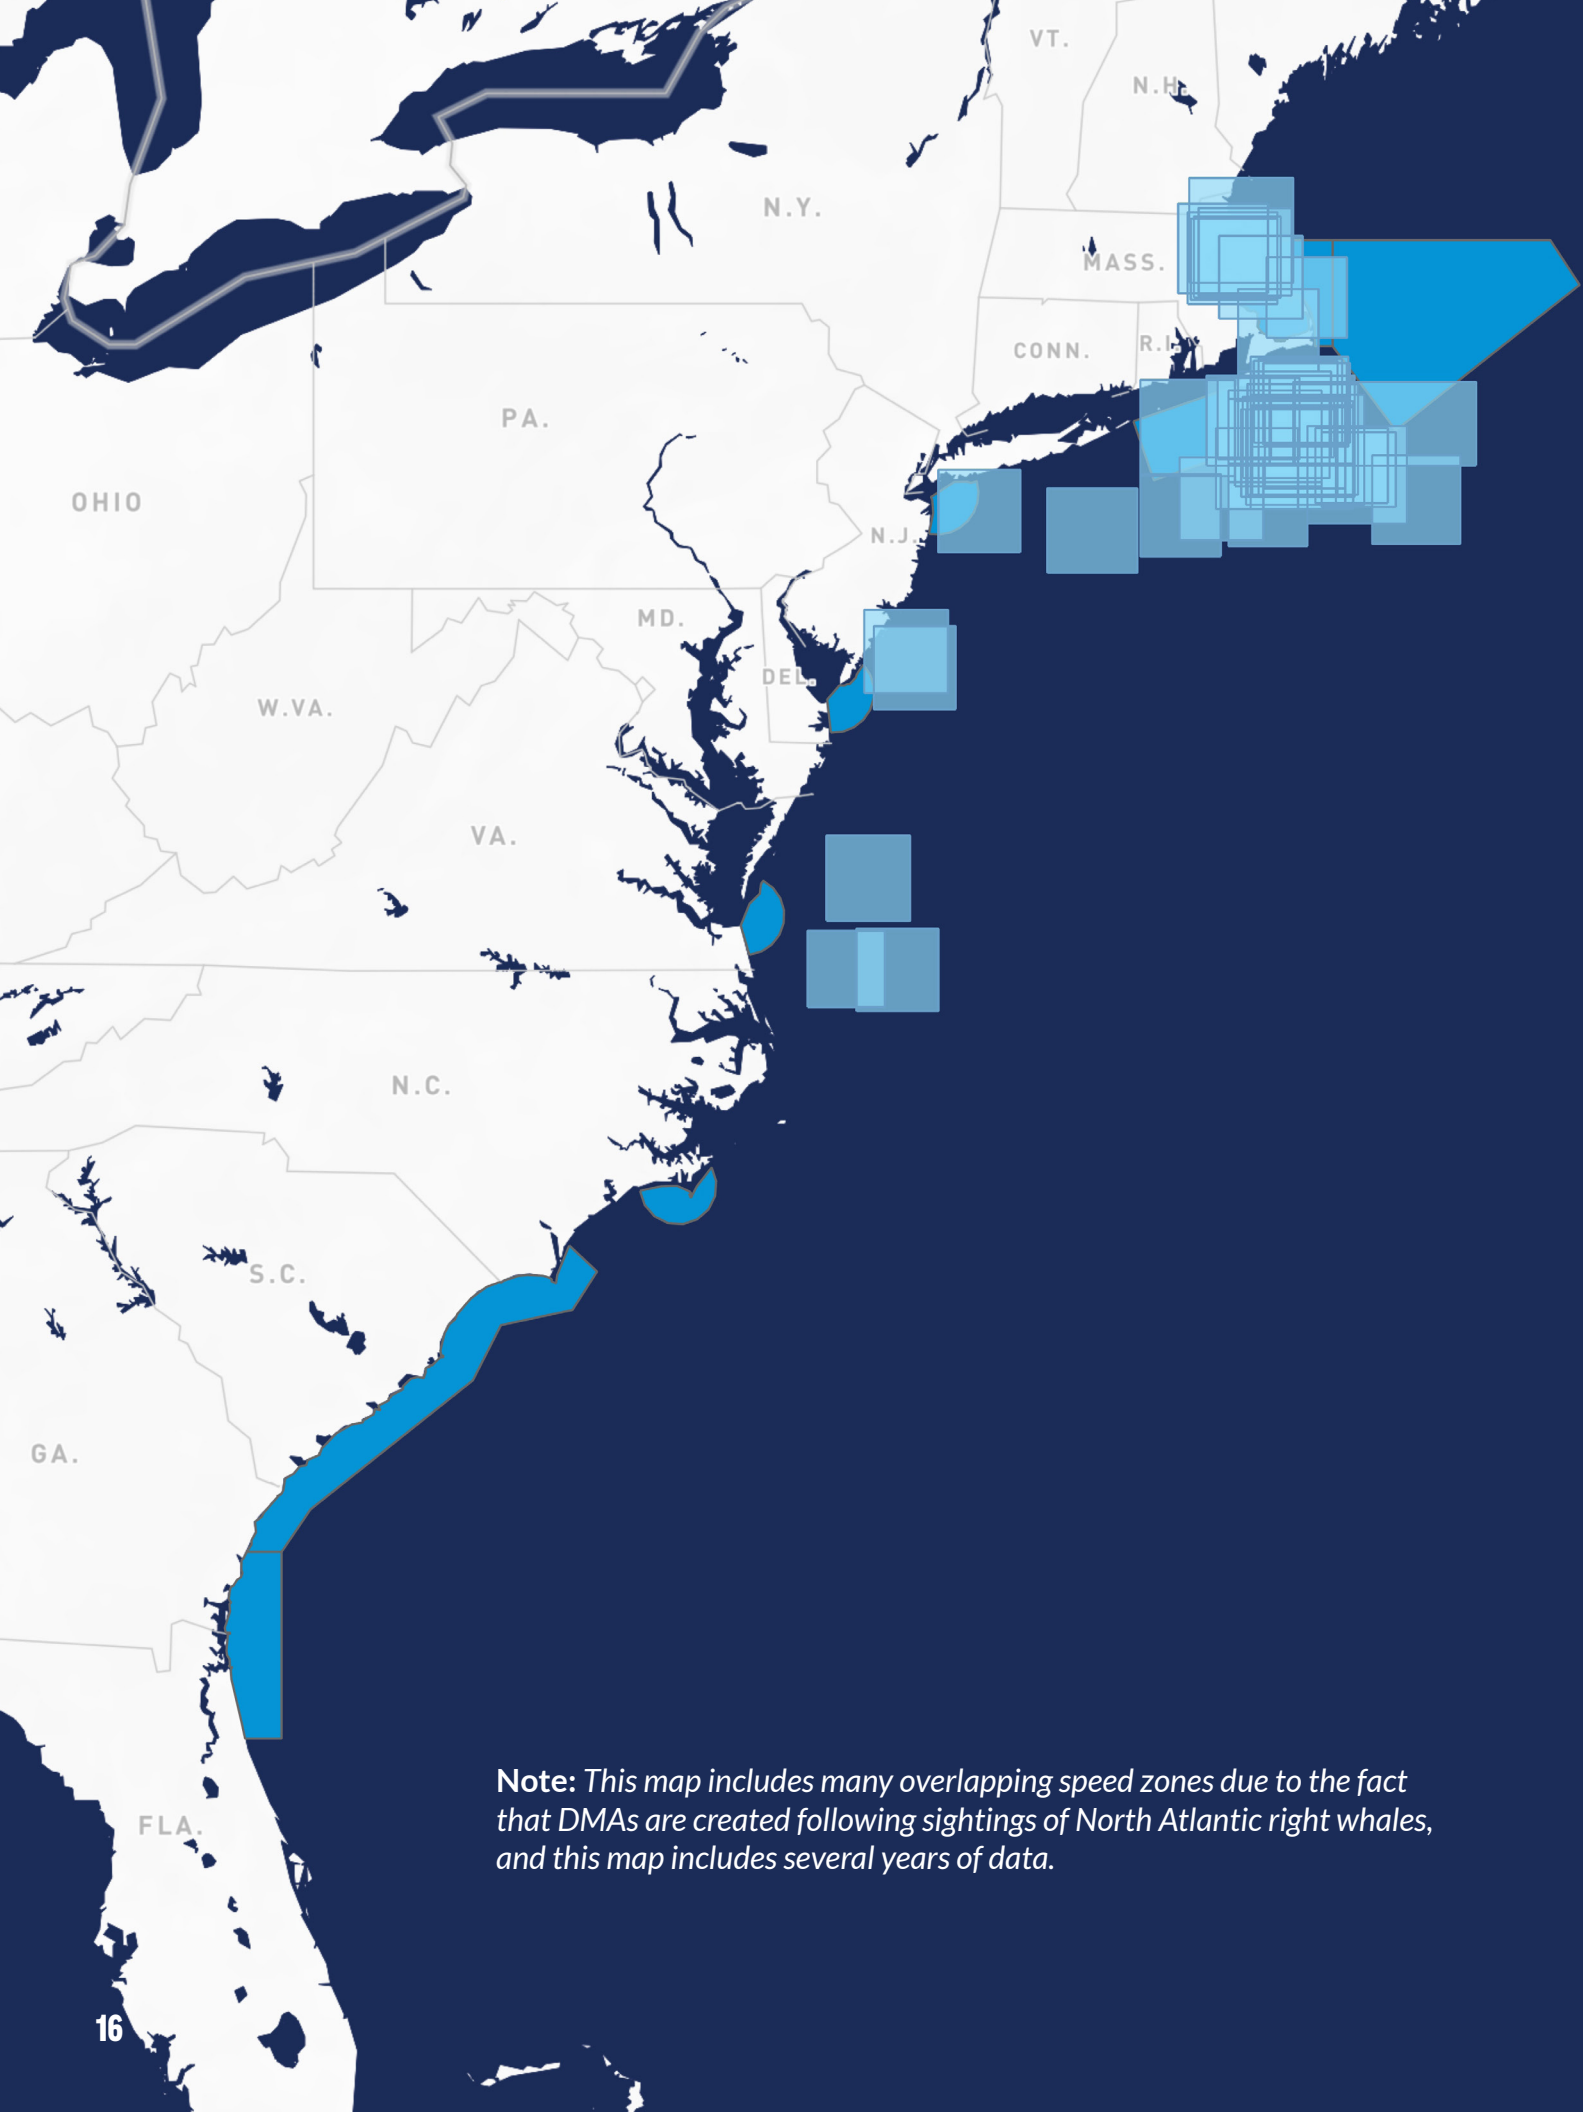 VT.
N.H.
N.Y.
MASS.
CONN.
R.I.
PA.
OHIO
N.J.
MD.
DEL.
W.VA.
VA.
N.C.
S.C.
GA.
Note: This map includes many overlapping speed zones due to the fact
that DMAs are created following sightings of North Atlantic right whales,
and this map includes several years of data.
FLA.
16